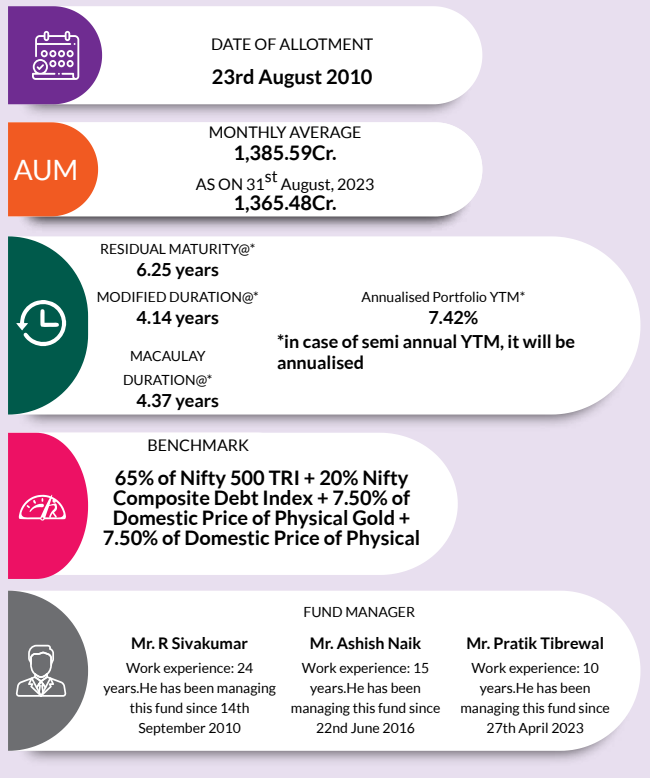 DATE OF ALLOTMENT
23rd August 2010
AUM
MONTHLY AVERAGE
1,385.59Cr.
AS ON 31st August, 2023
1,365.48Cr.
RESIDUAL MATURITY@*
6.25 years
MODIFIED DURATION@*
4.14 years
MACAULAY
DURATION@*
4.37 years
Annualised Portfolio YTM*
7.42%
*in case of semi annual YTM, it will be
annualised
BENCHMARK
65% of Nifty 500 TRI + 20% Nifty
Composite Debt Index + 7.50% of
Domestic Price of Physical Gold +
7.50% of Domestic Price of Physical
FUND MANAGER
Mr. R Sivakumar
Work experience: 24
years.He has been managing
this fund since 14th
September 2010
Mr. Ashish Naik
Work experience: 15
years.He has been
managing this fund since
22nd June 2016
Mr. Pratik Tibrewal
Work experience: 10
years.He has been
managing this fund since
27th April 2023